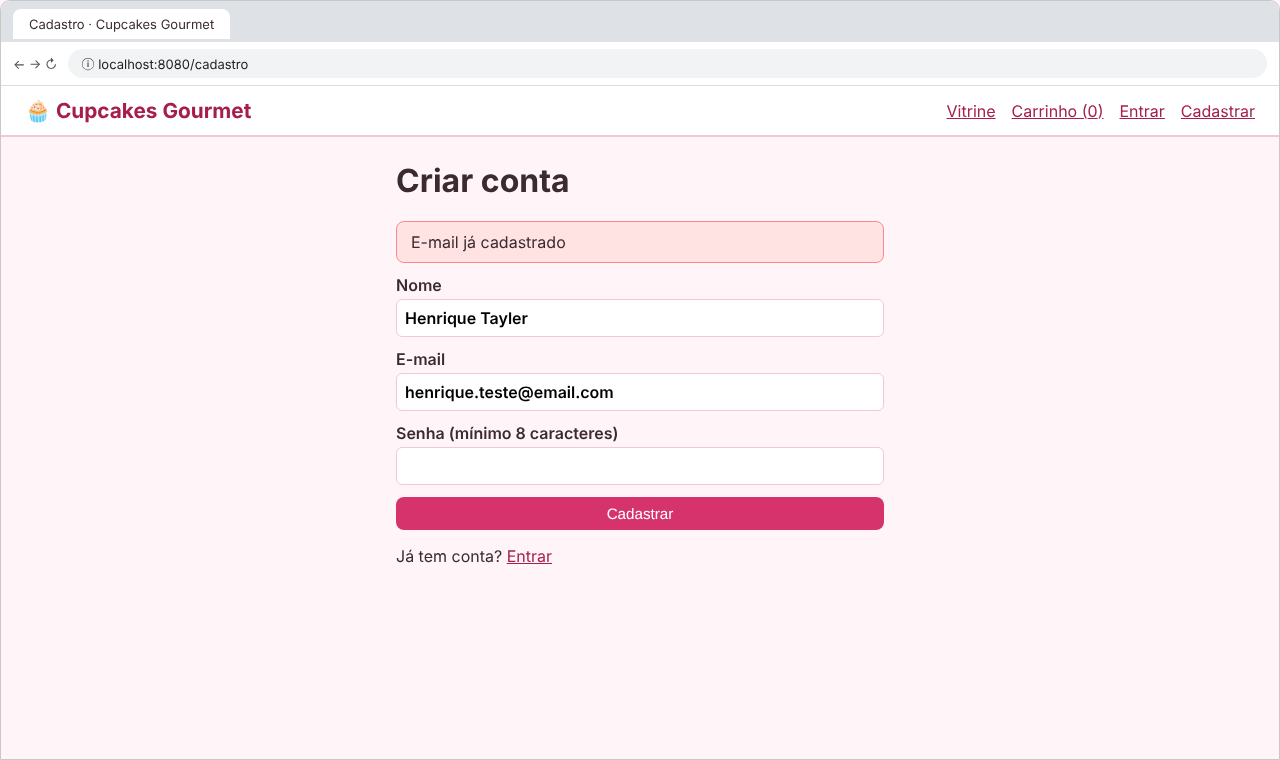 Cadastro · Cupcakes Gourmet
← → ↻ ⓘ localhost:8080/cadastro
🧁 Cupcakes Gourmet Vitrine Carrinho (0) Entrar Cadastrar
Criar conta
E-mail já cadastrado
Nome
Henrique Tayler
E-mail
henrique.teste@email.com
Senha (mínimo 8 caracteres)
Cadastrar
Já tem conta? Entrar